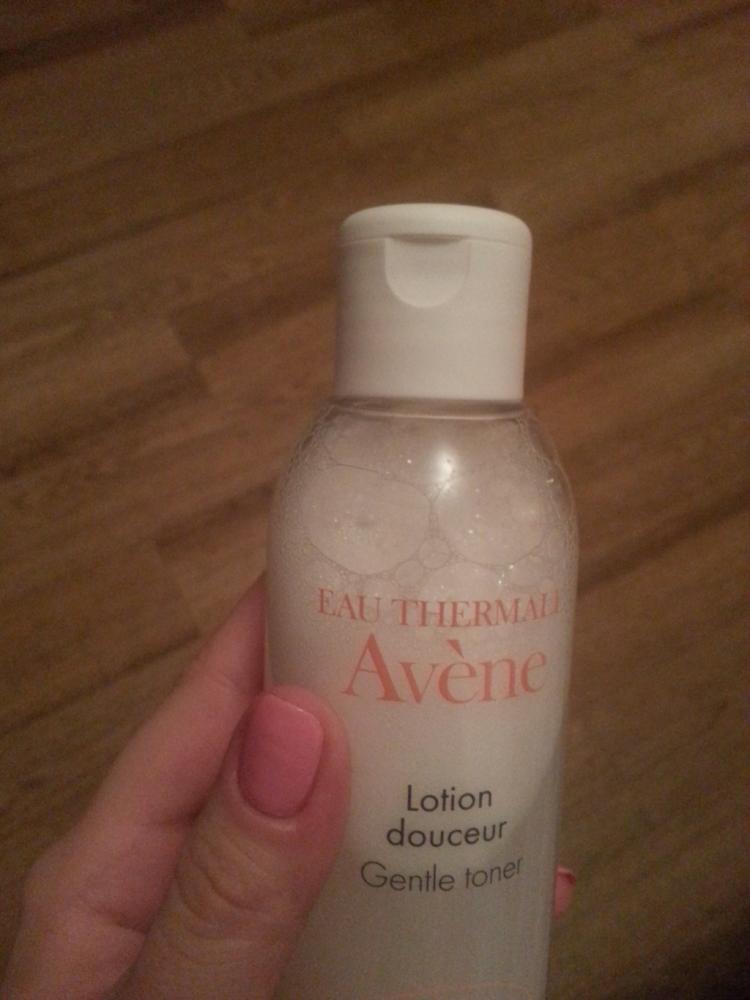 EAU THERMALE
Avène
Lotion
douceur
Gentle toner